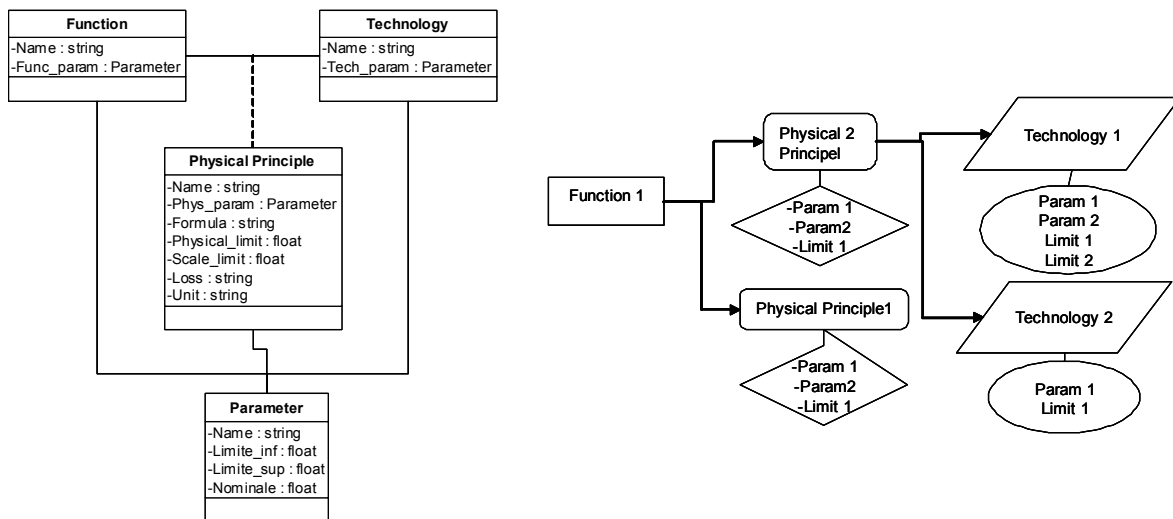 Function
-Name : string
-Func_param : Parameter
Technology
-Name : string
-Tech_param : Parameter
Physical Principle
-Name : string
-Phys_param : Parameter
-Formula : string
-Physical_limit : float
-Scale_limit : float
-Loss : string
-Unit : string
Parameter
-Name : string
-Limite_inf : float
-Limite_sup : float
-Nominale : float
Function 1
Physical 2
Principel
-Param 1
-Param2
-Limit 1
Physical Principle1
-Param 1
-Param2
-Limit 1
Technology 1
Param 1
Param 2
Limit 1
Limit 2
Technology 2
Param 1
Limit 1